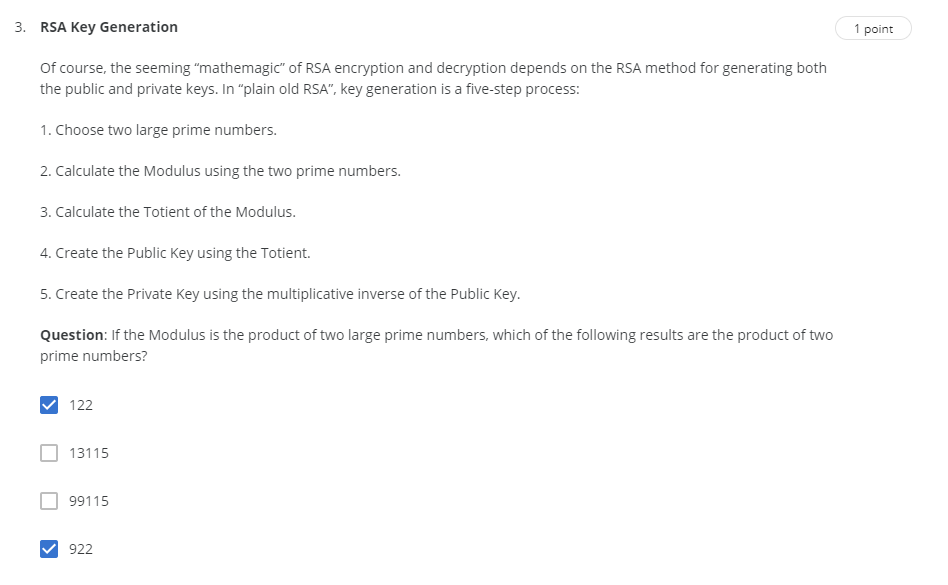 3. RSA Key Generation
1 point
Of course, the seeming “mathemagic” of RSA encryption and decryption depends on the RSA method for generating both
the public and private keys. In “plain old RSA”, key generation is a five-step process:
1. Choose two large prime numbers.
2. Calculate the Modulus using the two prime numbers.
3. Calculate the Totient of the Modulus.
4. Create the Public Key using the Totient.
5. Create the Private Key using the multiplicative inverse of the Public Key.
Question: If the Modulus is the product of two large prime numbers, which of the following results are the product of two
prime numbers?
122
13115
99115
922